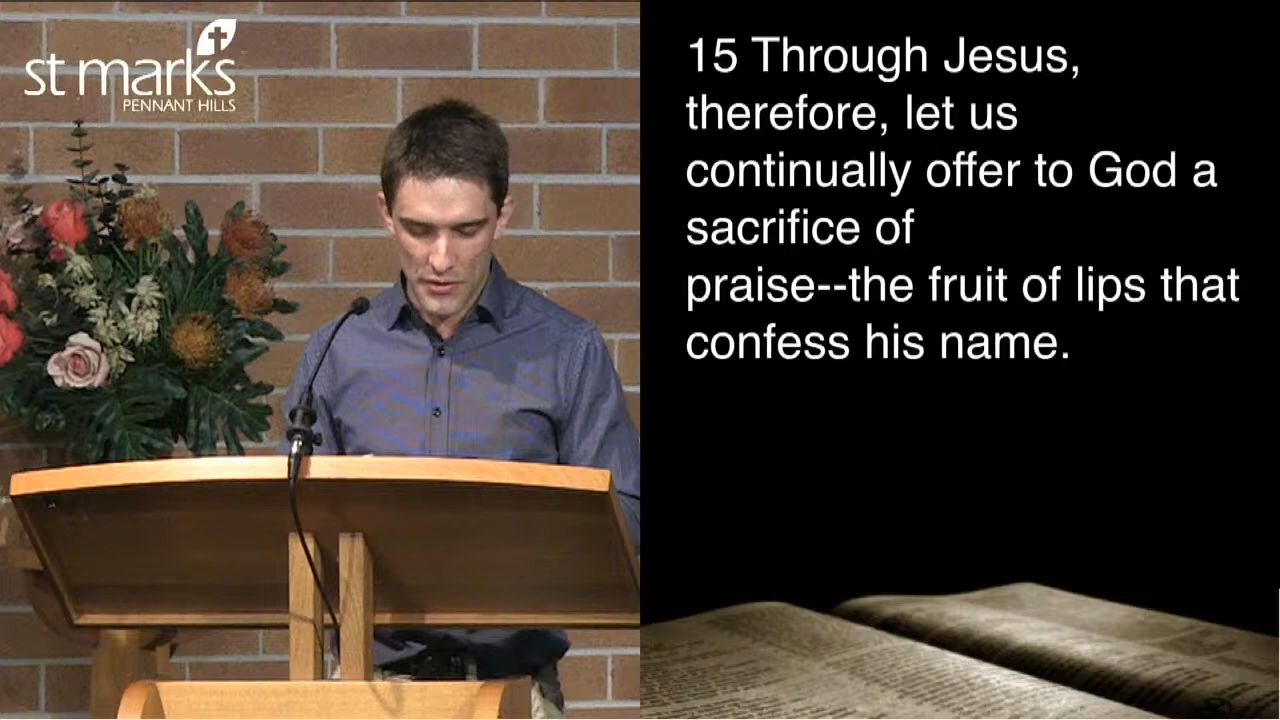 st marks
PENNANT HILLS
15 Through Jesus,
therefore, let us
continually offer to God a
sacrifice of
praise--the fruit of lips that
confess his name.